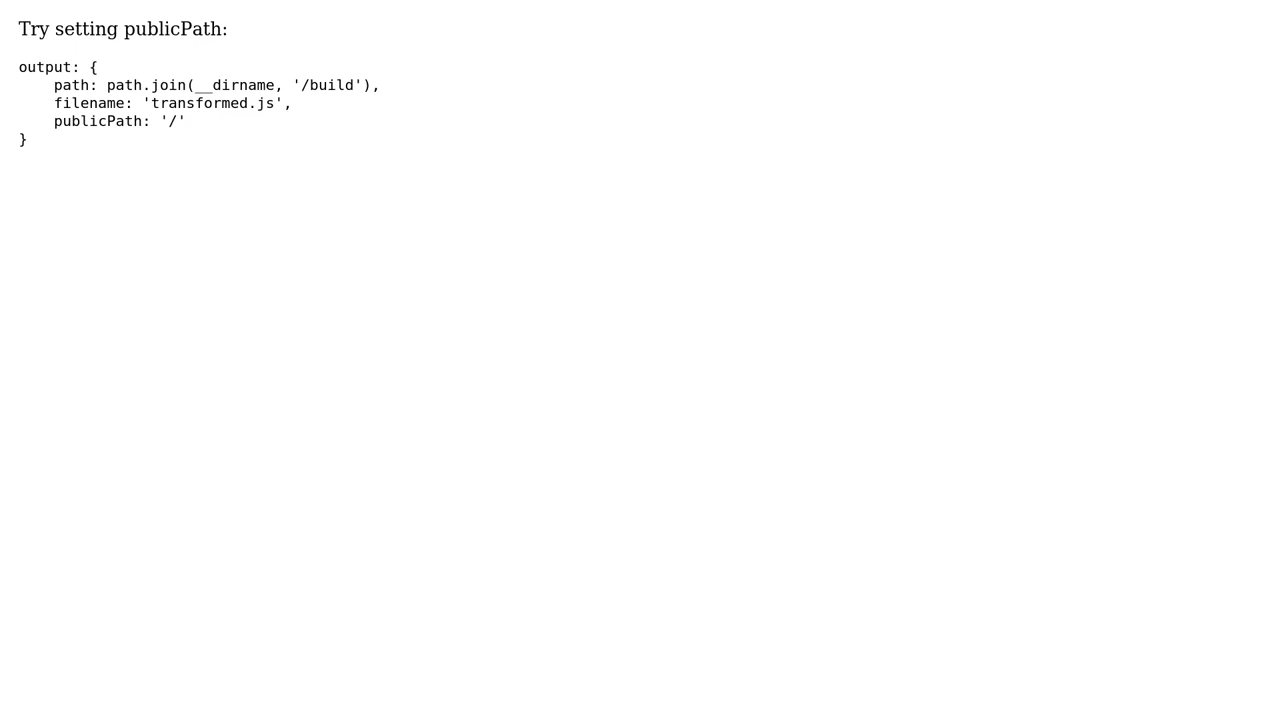 Try setting publicPath:
output: {
    path: path.join(__dirname, '/build'),
    filename: 'transformed.js',
    publicPath: '/'
}